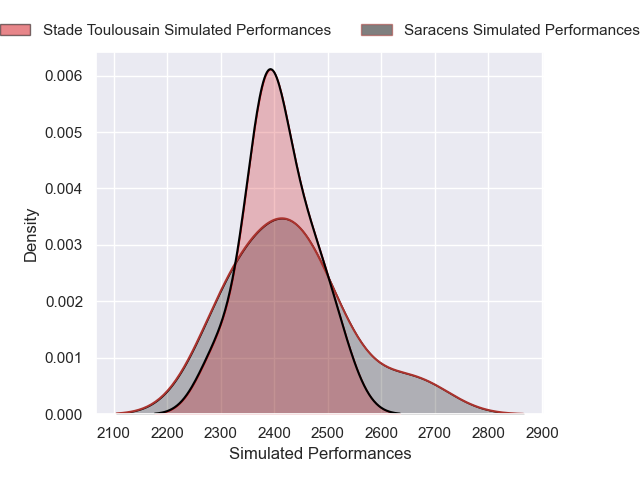 Stade Toulousain Simulated Performances
Saracens Simulated Performances
0.006
0.005
0.004
0.003
0.002
0.001
0.000
Density
2100 2200 2300 2400 2500 2600 2700 2800 2900
Simulated Performances